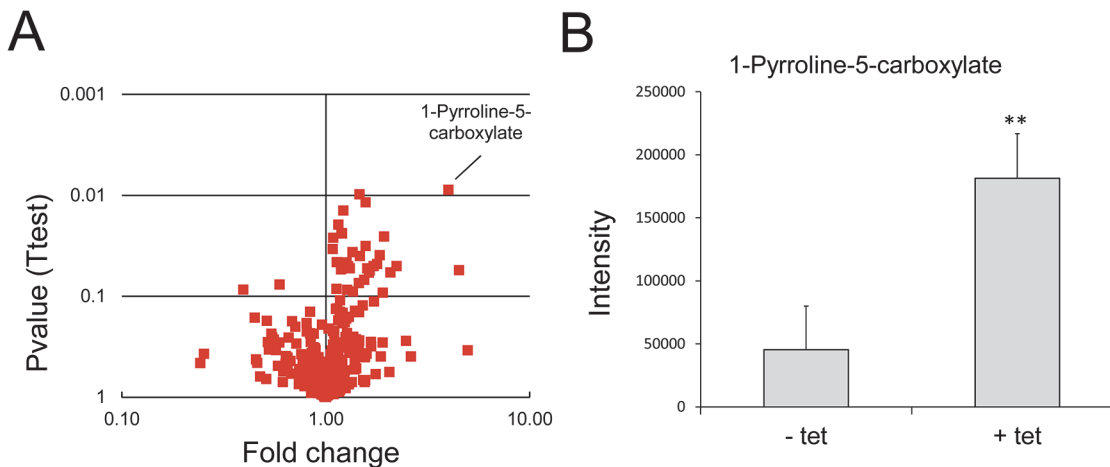 A
0.001
0.01
0.1
1
Pvalue (Ttest)
1-Pyrroline-5-
carboxylate
0.10
1.00
10.00
Fold change
B
1-Pyrroline-5-carboxylate
250000
200000
150000
100000
50000
0
Intensity
**
- tet
+ tet